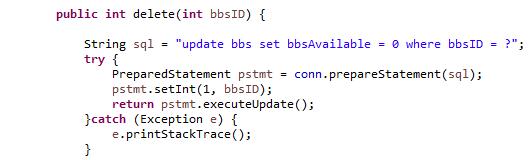 public int delete(int bbsID) {
String sql = "update bbs set bbsAvailable = 0 where bbsID = ?";
try {
PreparedStatement pstmt = conn.prepareStatement(sql);
pstmt.setInt(1, bbsID);
return pstmt.executeUpdate();
}catch (Exception e) {
e.printStackTrace();
}